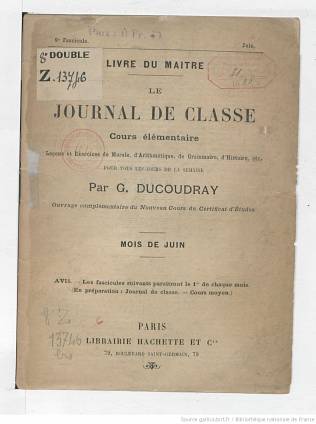 9ᵉ Fascicule. Juin.
DOUBLE
Z.13746
LIVRE DU MAITRE
LE
JOURNAL DE CLASSE
Cours élémentaire
Leçons et Exercices de Morale, d'Arithmétique, de Grammaire, d'Histoire, etc.
POUR TOUS LES JOURS DE LA SEMAINE
Par G. DUCOUDRAY
Ouvrage complémentaire du Nouveau Cours du Certificat d'Études
MOIS DE JUIN
AVIS. — Les fascicules suivants paraîtront le 1ᵉʳ de chaque mois.
(En préparation : Journal de classe. — Cours moyen.)
8° Z
13746
PARIS
LIBRAIRIE HACHETTE ET Cⁱᵉ
79, BOULEVARD SAINT-GERMAIN, 79
Source gallica.bnf.fr / Bibliothèque nationale de France